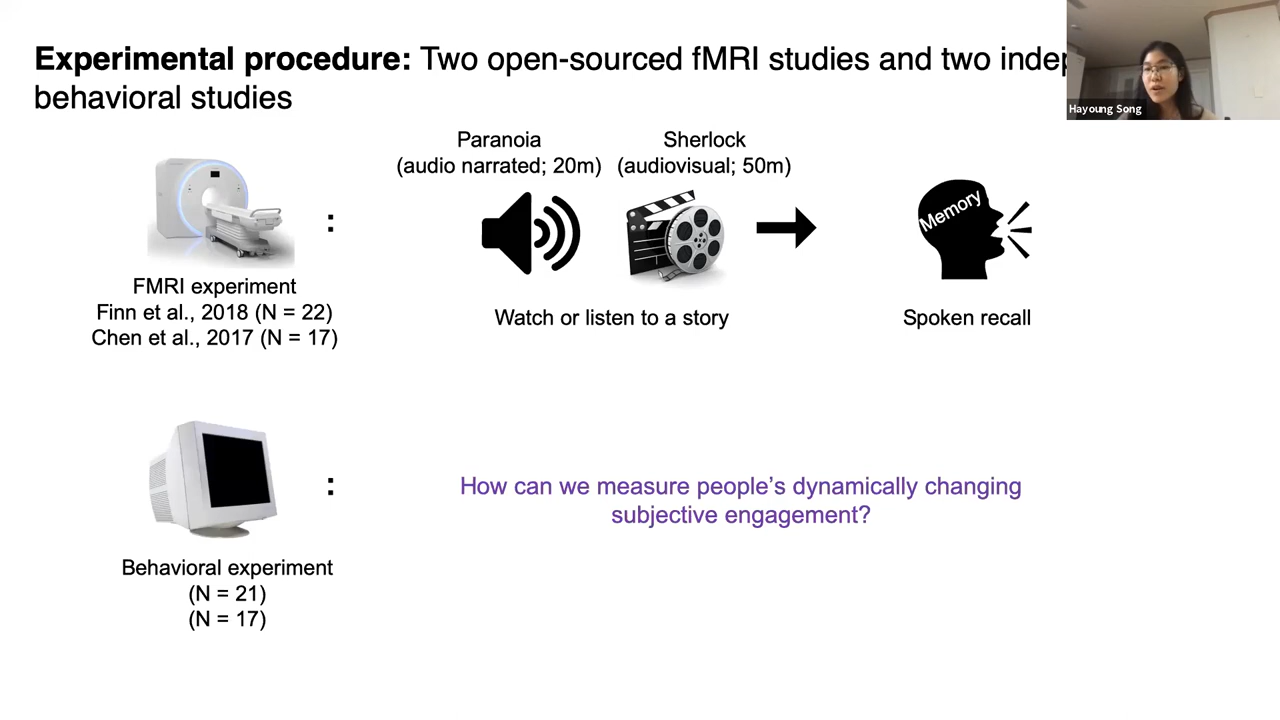 Experimental procedure: Two open-sourced fMRI studies and two
behavioral studies
Hayoung Song
Paranoia
(audio narrated; 20m)
Sherlock
(audiovisual; 50m)
:
Memory
FMRI experiment
Finn et al., 2018 (N = 22)
Chen et al., 2017 (N = 17)
Watch or listen to a story
Spoken recall
:
How can we measure people’s dynamically changing
subjective engagement?
Behavioral experiment
(N = 21)
(N = 17)